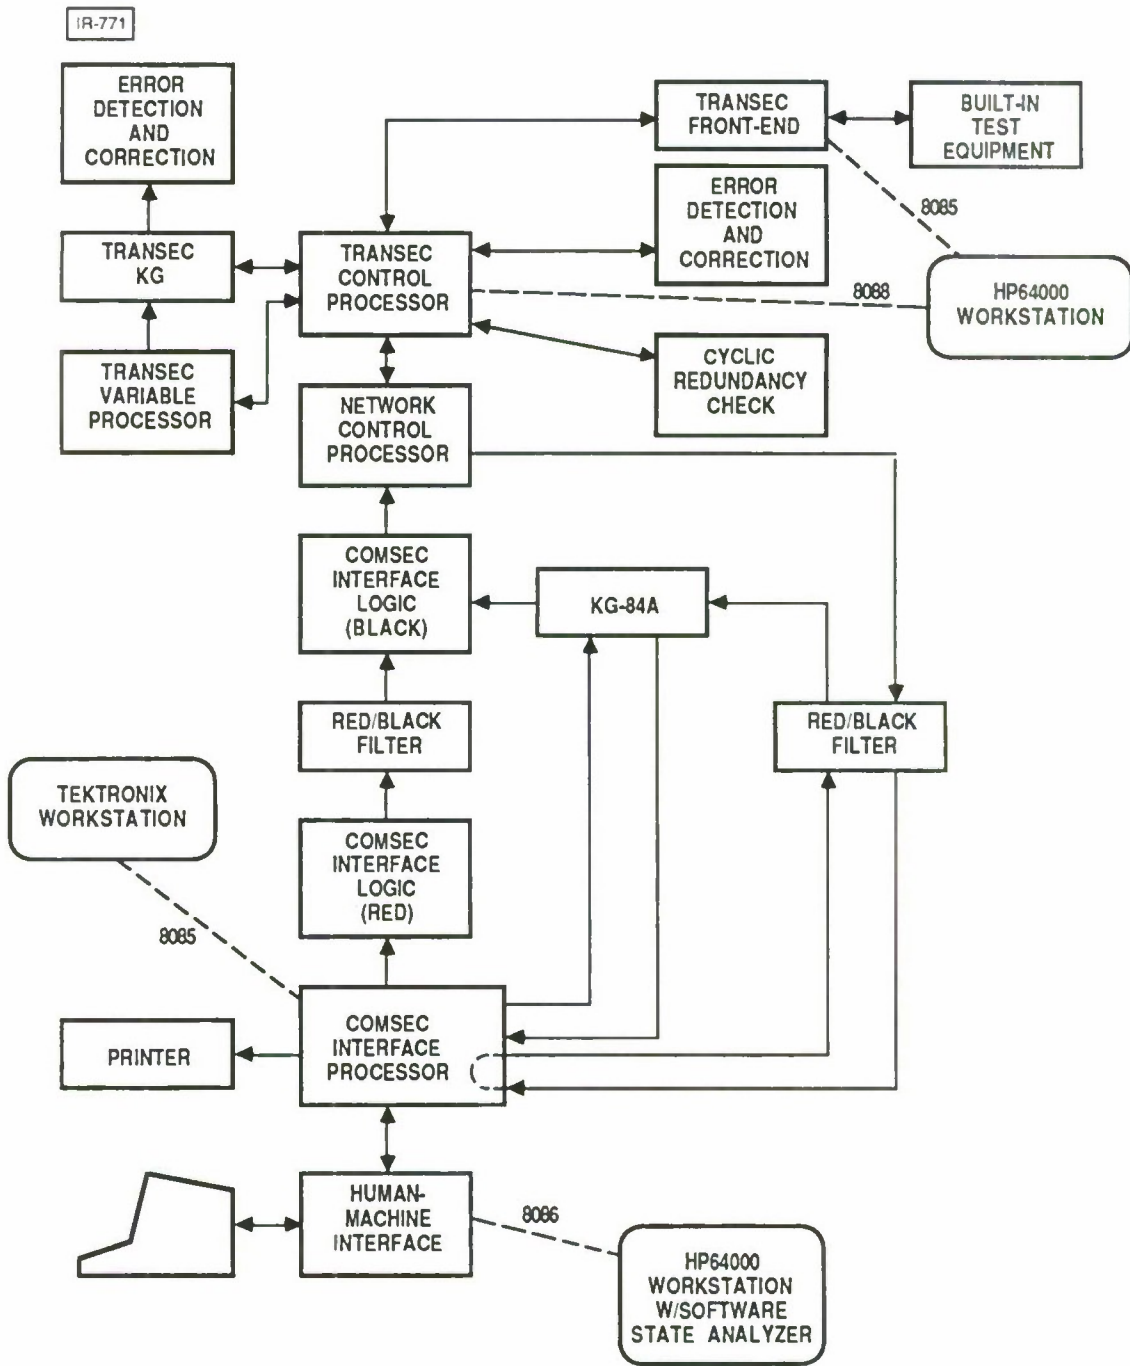 IR-771
ERROR
DETECTION
AND
CORRECTION
TRANSEC
FRONT-END
BUILT-IN
TEST
EQUIPMENT
ERROR
DETECTION
AND
CORRECTION
8085
TRANSEC
KG
TRANSEC
CONTROL
PROCESSOR
8088
HP64000
WORKSTATION
TRANSEC
VARIABLE
PROCESSOR
CYCLIC
REDUNDANCY
CHECK
NETWORK
CONTROL
PROCESSOR
COMSEC
INTERFACE
LOGIC
(BLACK)
KG-84A
RED/BLACK
FILTER
RED/BLACK
FILTER
TEKTRONIX
WORKSTATION
COMSEC
INTERFACE
LOGIC
(RED)
8085
COMSEC
INTERFACE
PROCESSOR
PRINTER
HUMAN-
MACHINE
INTERFACE
8086
HP64000
WORKSTATION
W/SOFTWARE
STATE ANALYZER